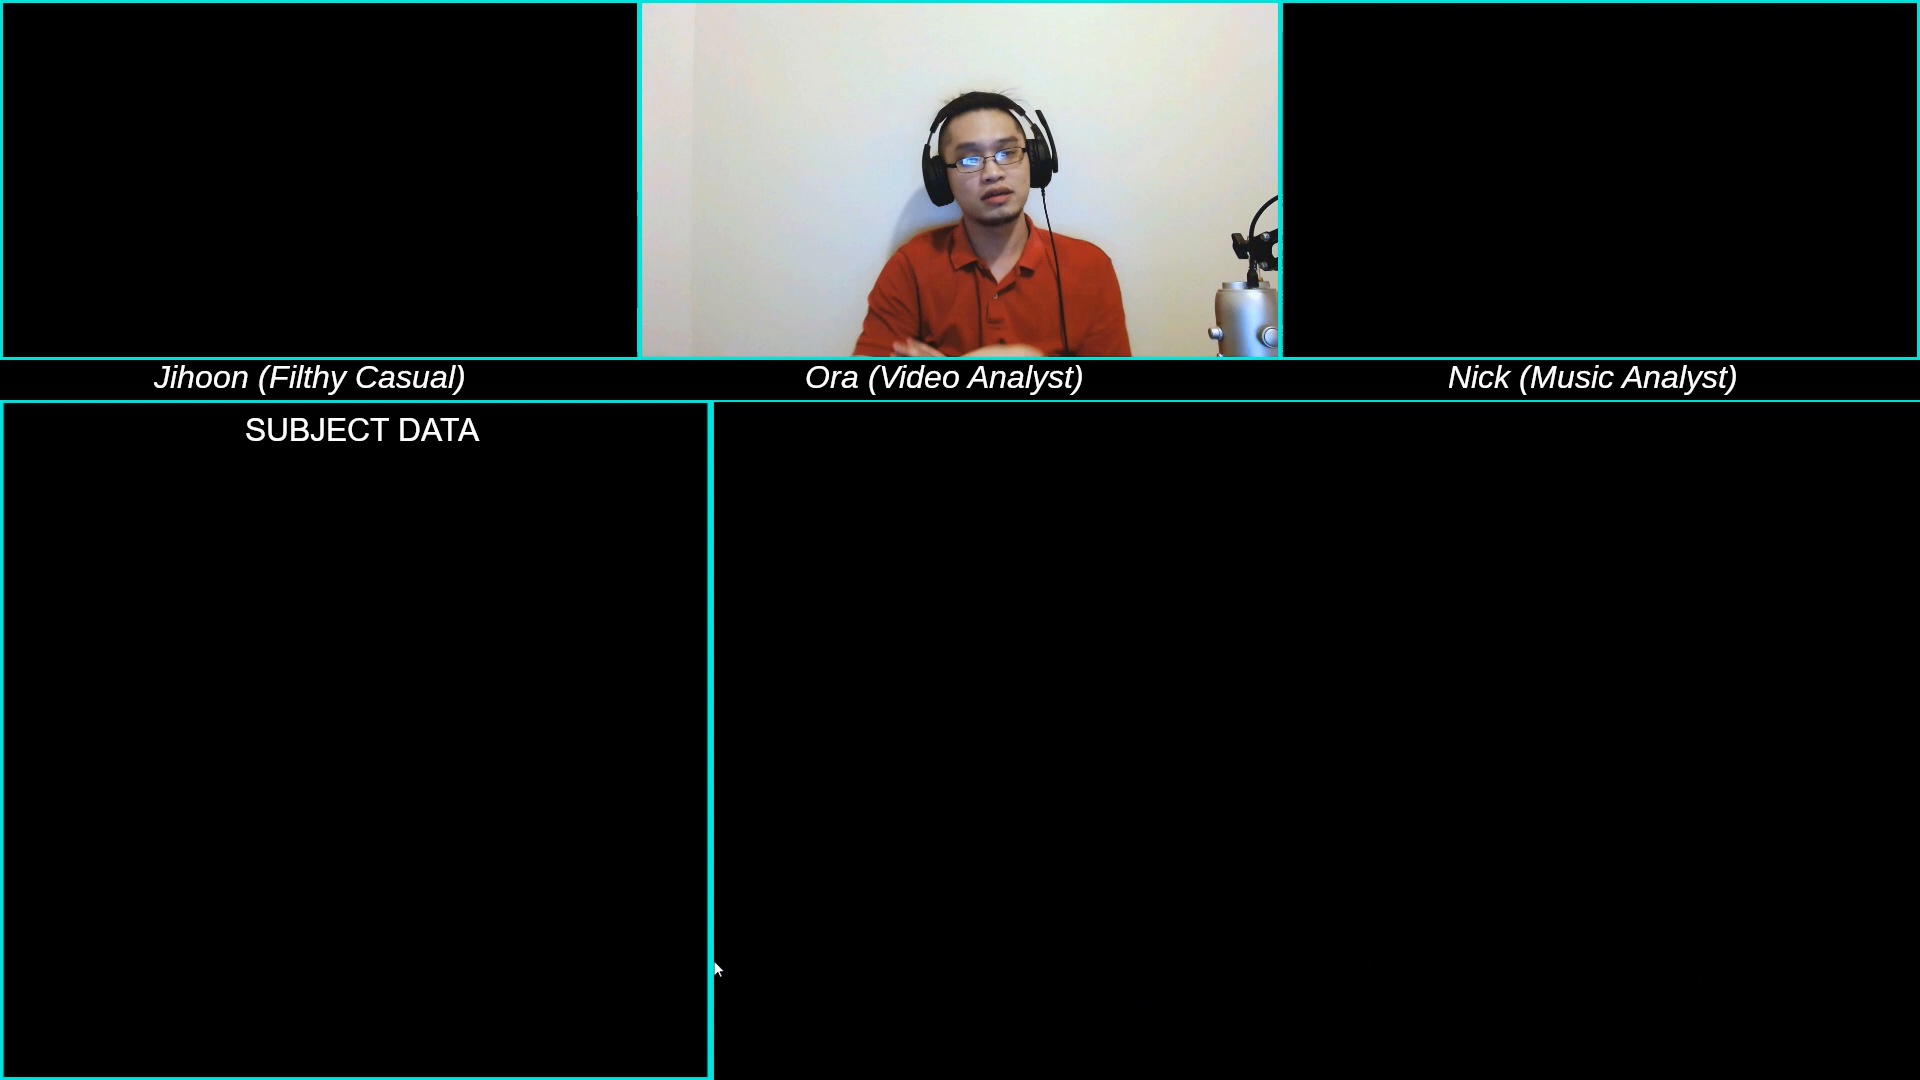 Jihoon (Filthy Casual)
Ora (Video Analyst)
Nick (Music Analyst)
SUBJECT DATA